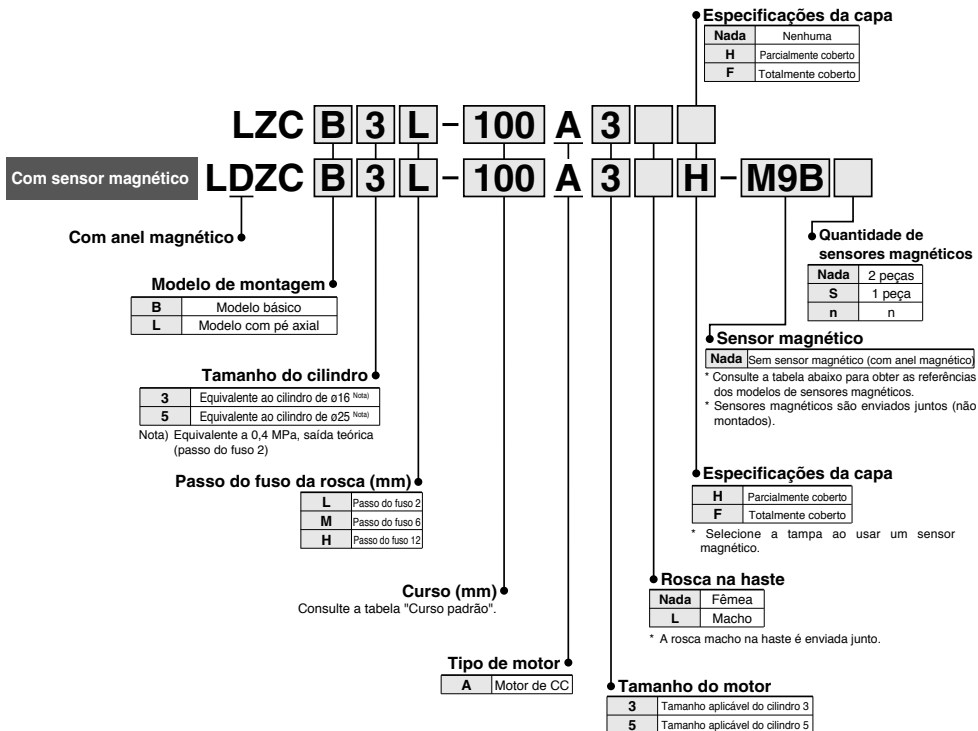 Especificações da capa
Nada Nenhuma
H Parcialmente coberto
F Totalmente coberto
LZC B 3 L - 100 A 3
Com sensor magnético LDZC B 3 L - 100 A 3 H - M9B
Com anel magnético
Quantidade de
sensores magnéticos
Nada 2 peças
S 1 peça
n n
Modelo de montagem
B Modelo básico
L Modelo com pé axial
Sensor magnético
Nada Sem sensor magnético (com anel magnético)
* Consulte a tabela abaixo para obter as referências
dos modelos de sensores magnéticos.
* Sensores magnéticos são enviados juntos (não
montados).
Tamanho do cilindro
3 Equivalente ao cilindro de ø16 Nota)
5 Equivalente ao cilindro de ø25 Nota)
Nota) Equivalente a 0,4 MPa, saída teórica
(passo do fuso 2)
Passo do fuso da rosca (mm)
L Passo do fuso 2
M Passo do fuso 6
H Passo do fuso 12
Especificações da capa
H Parcialmente coberto
F Totalmente coberto
* Selecione a tampa ao usar um sensor
magnético.
Curso (mm)
Consulte a tabela "Curso padrão".
Rosca na haste
Nada Fêmea
L Macho
* A rosca macho na haste é enviada junto.
Tipo de motor
A Motor de CC
Tamanho do motor
3 Tamanho aplicável do cilindro 3
5 Tamanho aplicável do cilindro 5